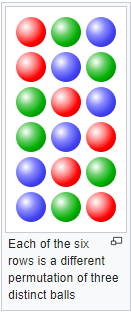 Each of the six
rows is a different
permutation of three
distinct balls